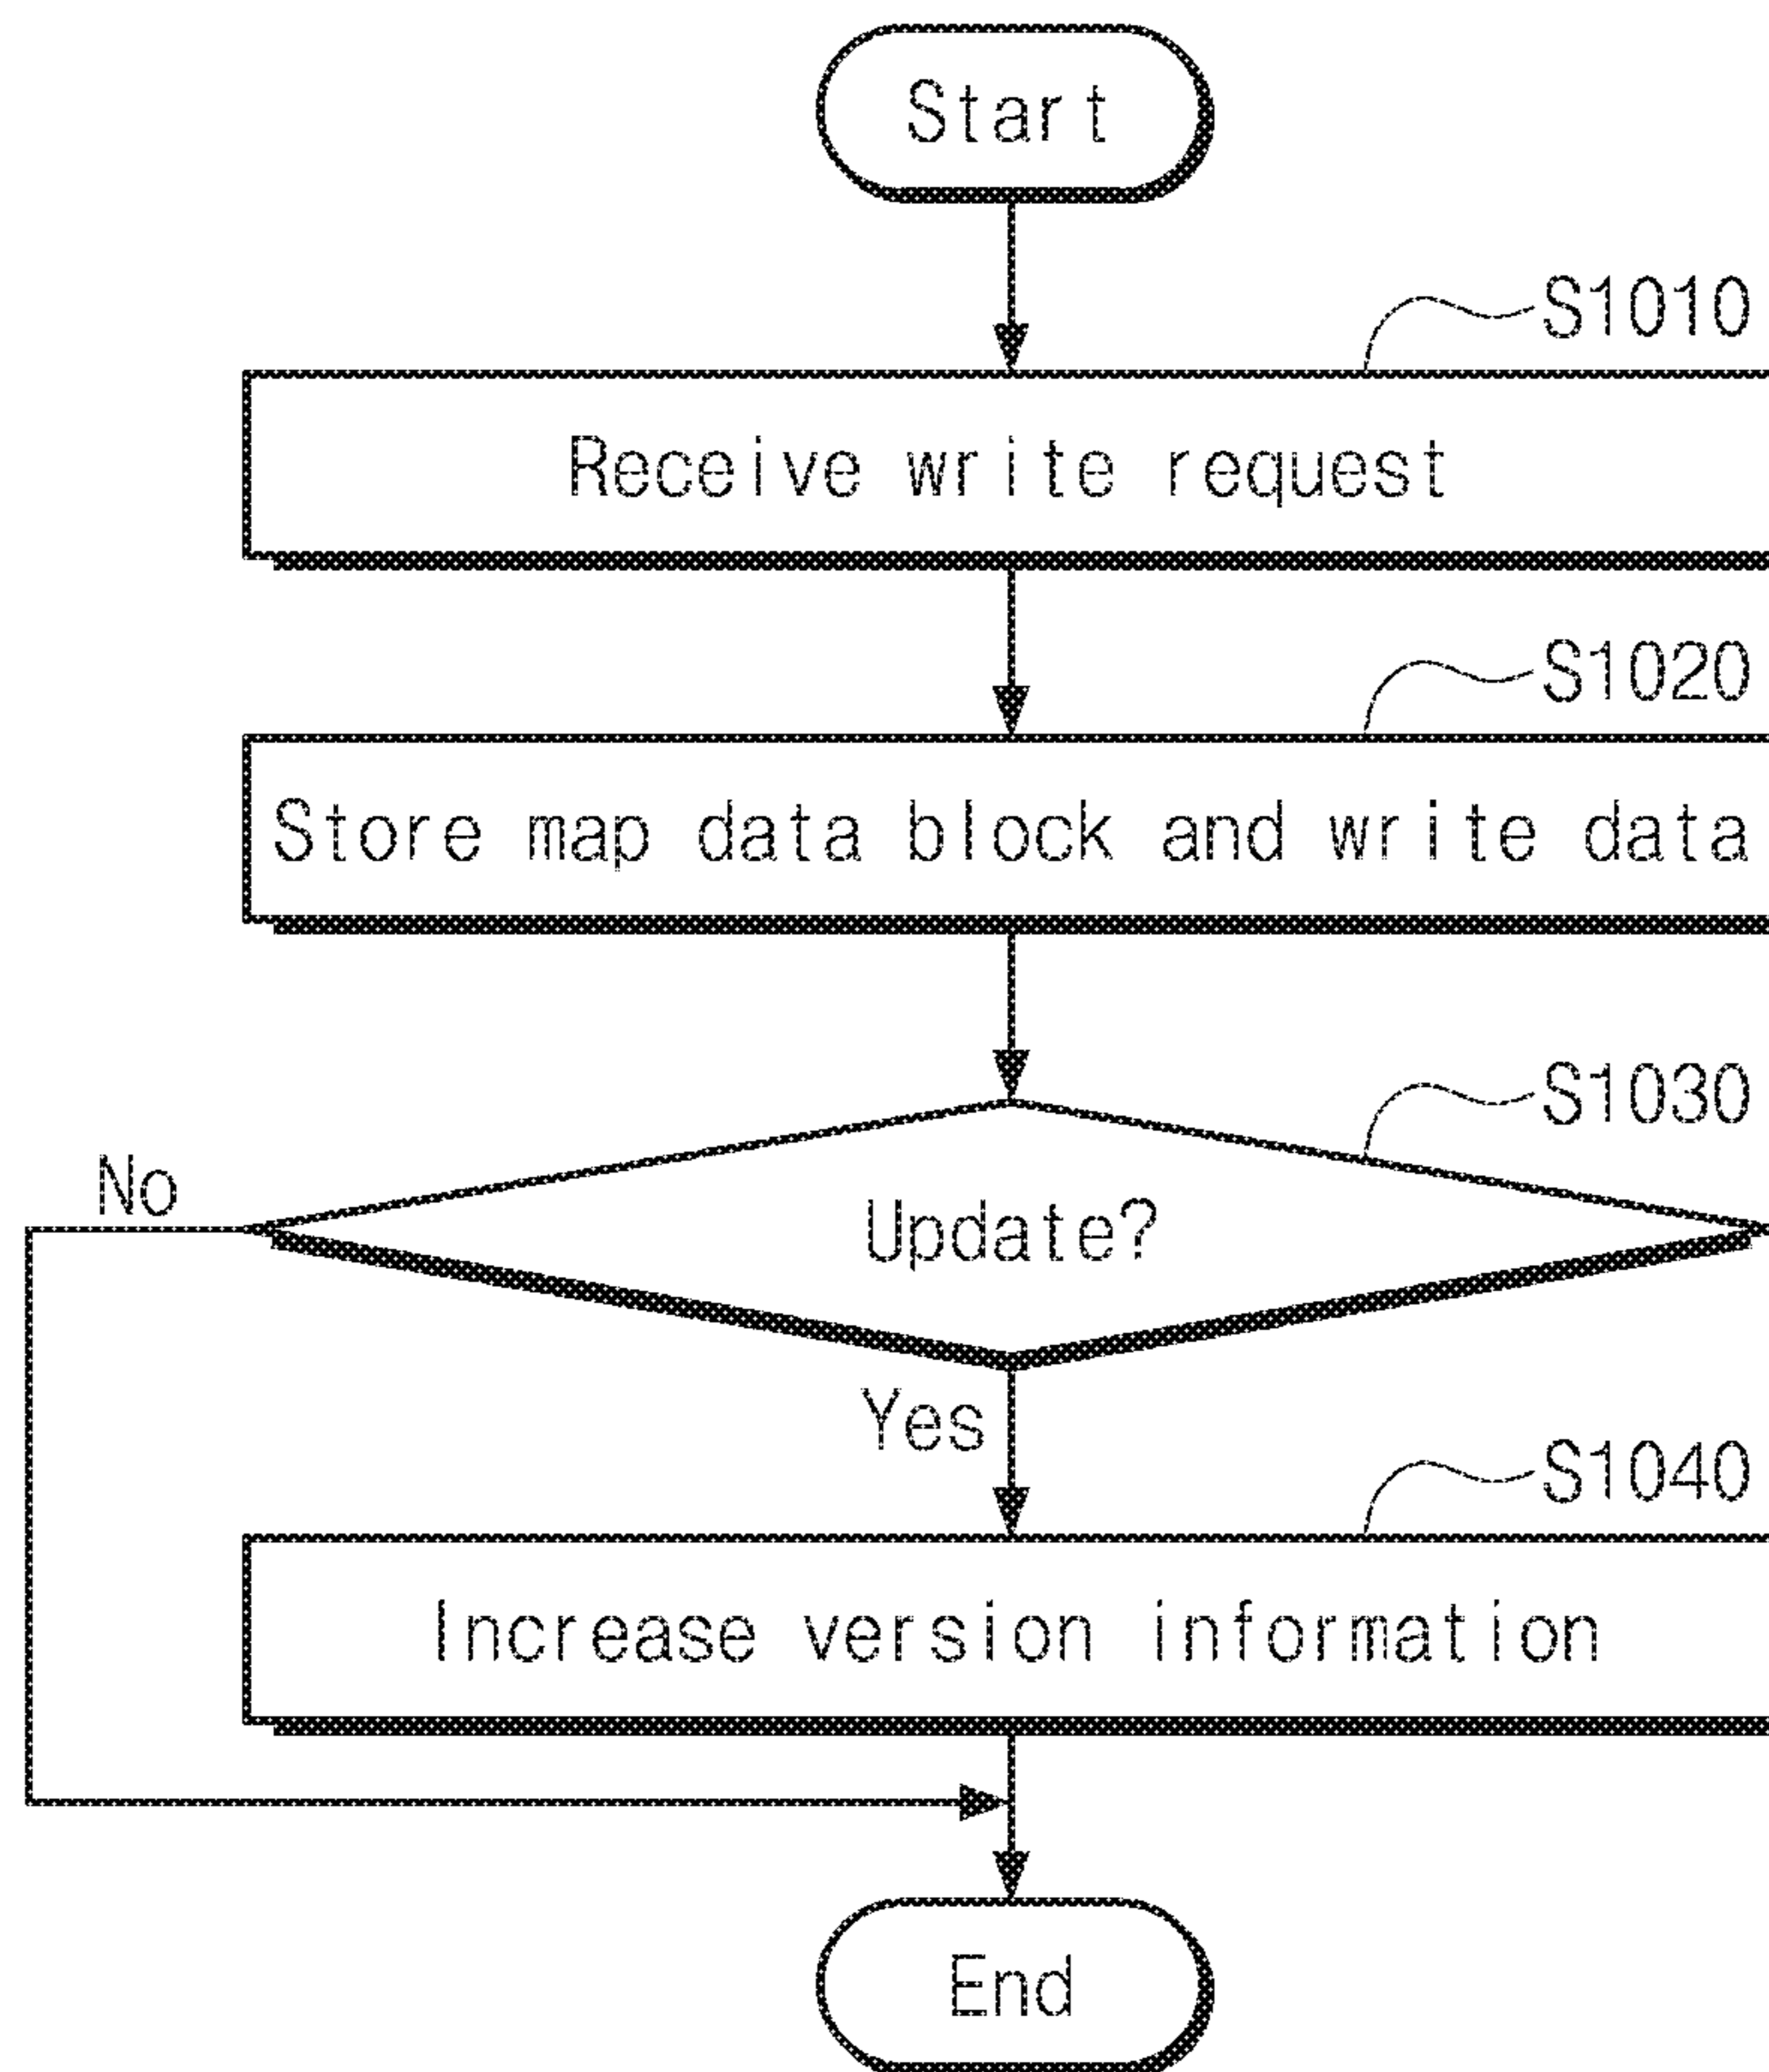 Start
S1010
Receive write request
S1020
Store map data block and write data
S1030
No
Update?
Yes
S1040
Increase version information
End